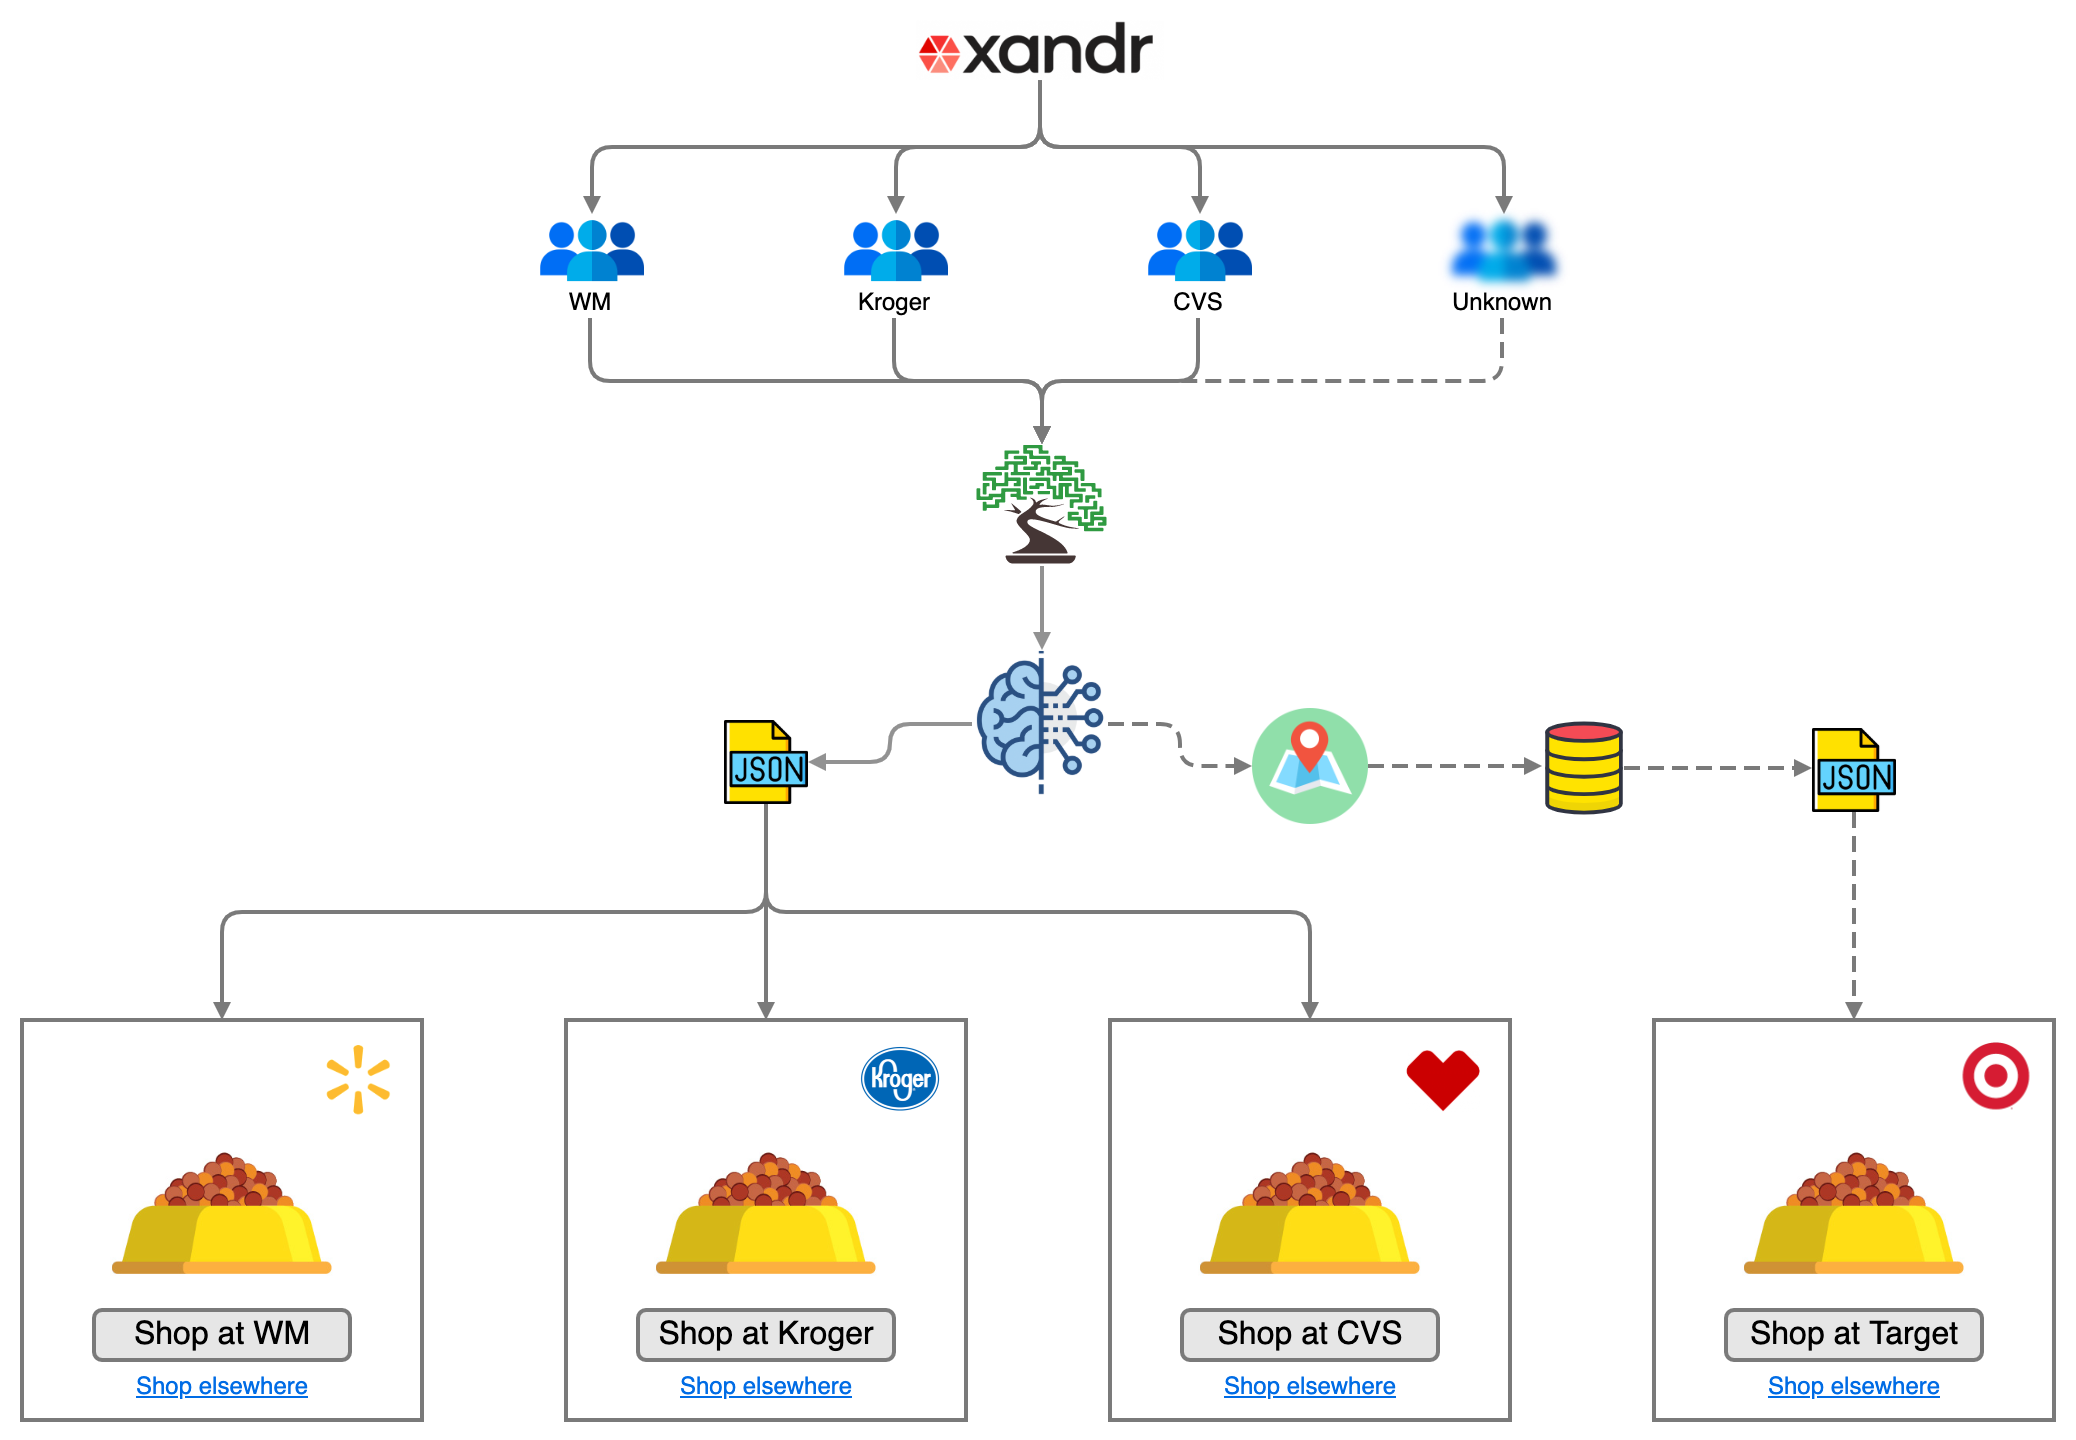 xandr
WM
Kroger
CVS
Unknown
JSON
JSON
Kroger
Shop at WM
Shop elsewhere
Shop at Kroger
Shop elsewhere
Shop at CVS
Shop elsewhere
Shop at Target
Shop elsewhere